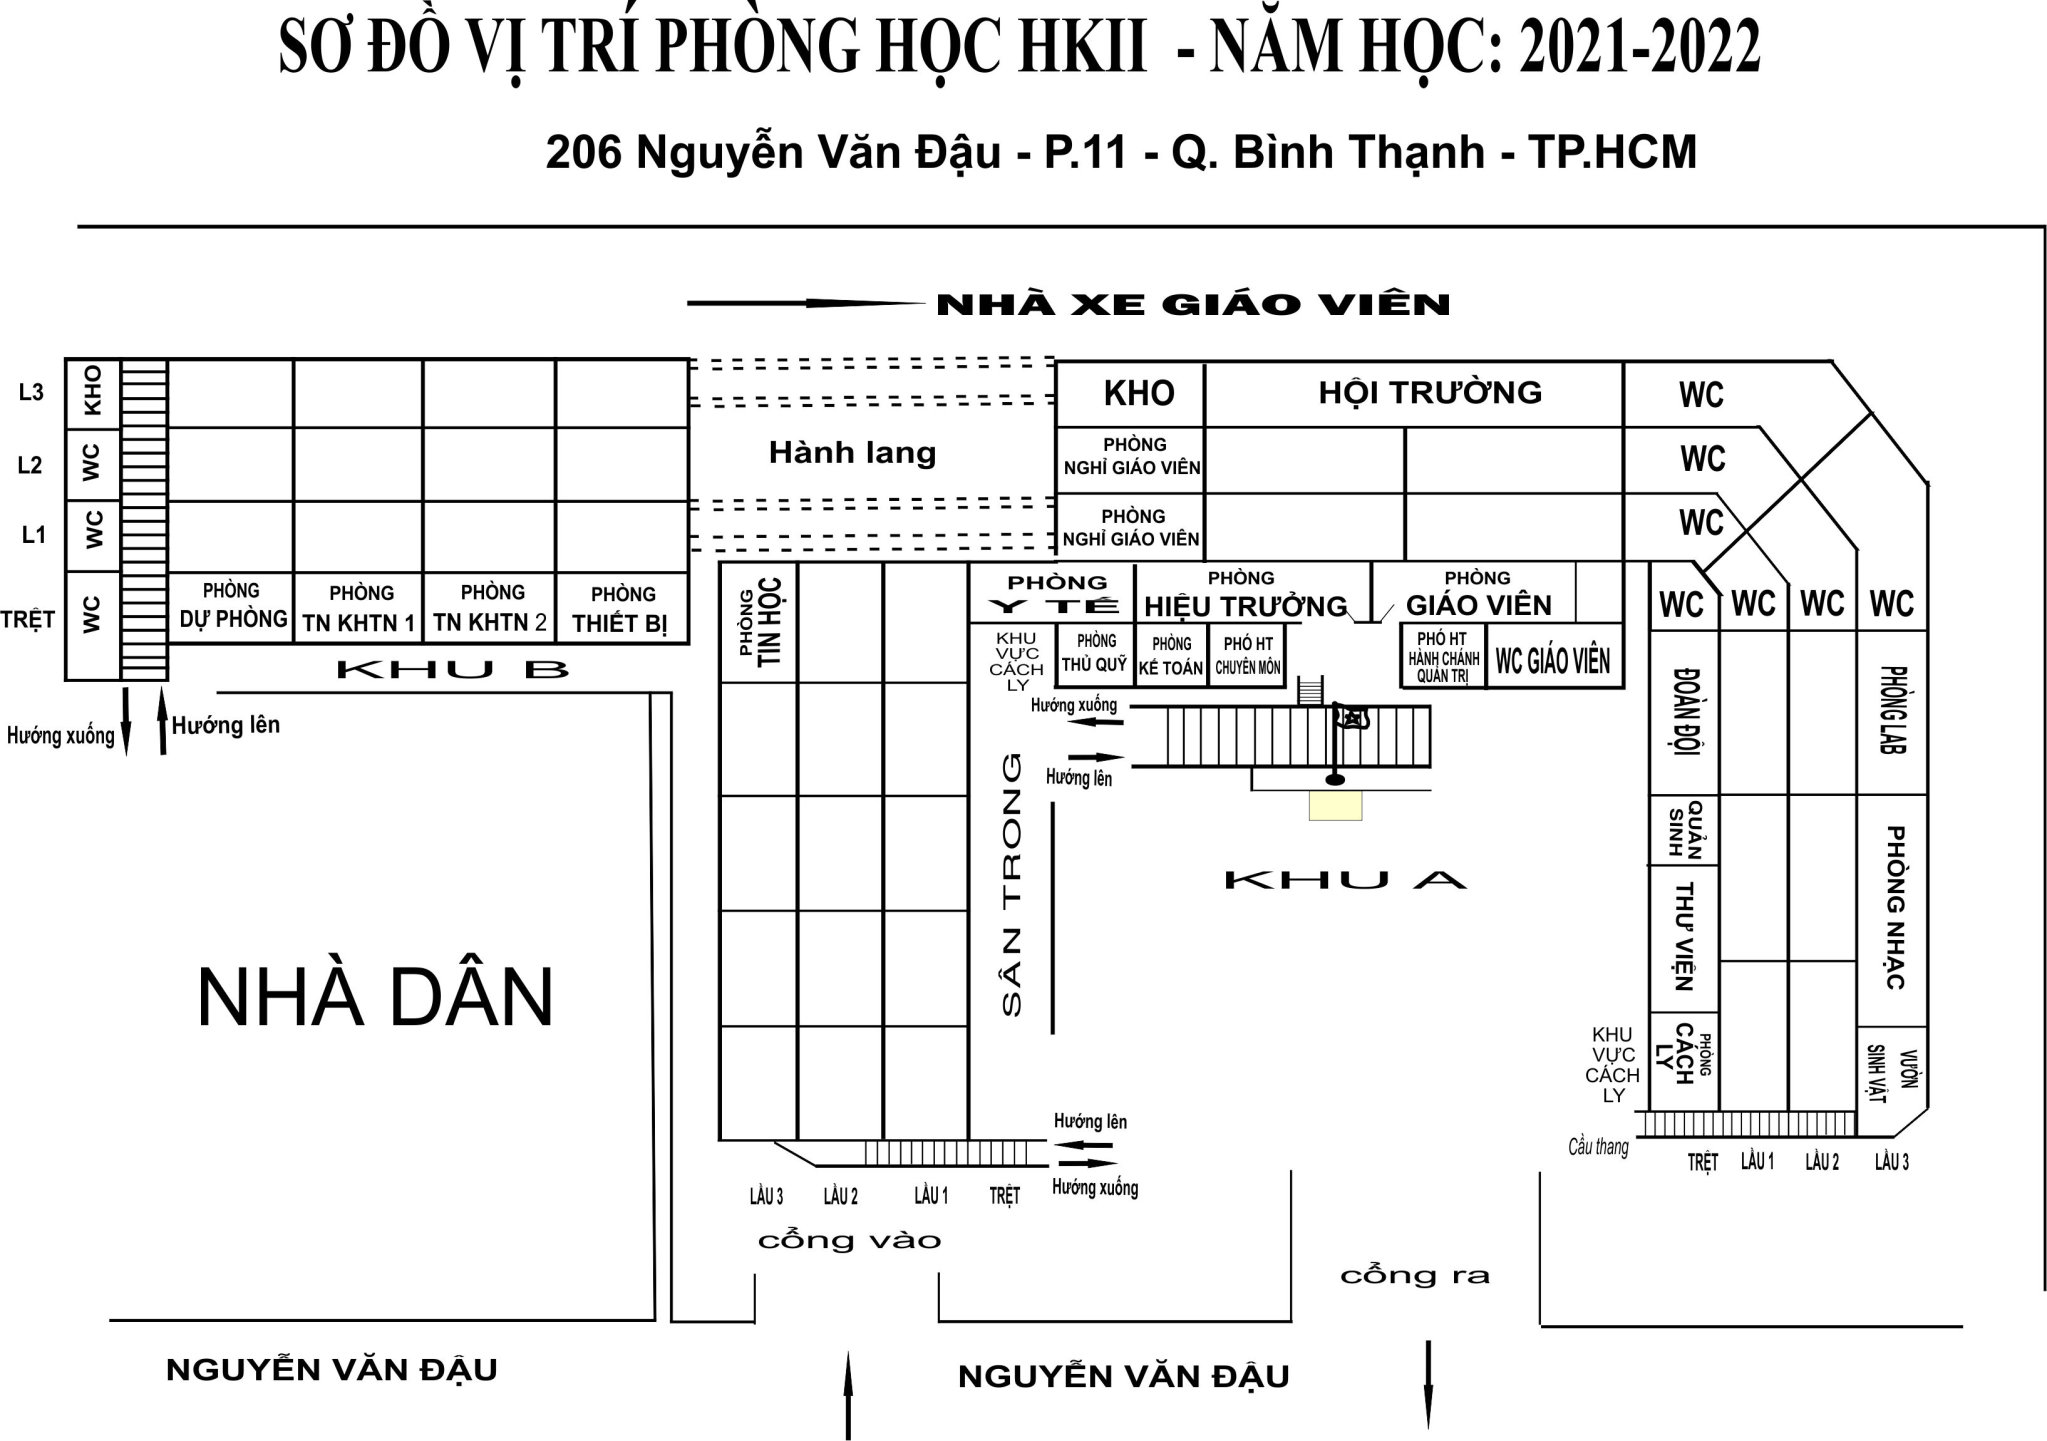 SƠ ĐỒ VỊ TRÍ PHÒNG HỌC HKII - NĂM HỌC: 2021-2022
206 Nguyễn Văn Đậu - P.11 - Q. Bình Thạnh - TP.HCM
NHÀ XE GIÁO VIÊN
L3
KHO
L2
WC
L1
WC
TRỆT
WC
PHÒNG
DỰ PHÒNG
PHÒNG
TN KHTN 1
PHÒNG
TN KHTN 2
PHÒNG
THIẾT BỊ
KHU B
Hướng xuống
Hướng lên
Hành lang
KHO
HỘI TRƯỜNG
WC
PHÒNG
NGHỈ GIÁO VIÊN
WC
PHÒNG
NGHỈ GIÁO VIÊN
WC
PHÒNG
TIN HỌC
PHÒNG
Y TẾ
PHÒNG
HIỆU TRƯỞNG
PHÒNG
GIÁO VIÊN
WC
WC
WC
WC
KHU
VỰC
CÁCH
LY
PHÒNG
THỦ QUỸ
PHÒNG
KẾ TOÁN
PHÓ HT
CHUYÊN MÔN
PHÓ HT
HÀNH CHÁNH
QUẢN TRỊ
WC GIÁO VIÊN
Hướng xuống
Hướng lên
SÂN TRONG
KHU A
ĐOÀN ĐỘI
PHÒNG LAB
QUẢN
SINH
THƯ VIỆN
PHÒNG NHẠC
PHÒNG
CÁCH
LY
KHU
VỰC
CÁCH
LY
VƯỜN
SINH VẬT
Cầu thang
TRỆT
LẦU 1
LẦU 2
LẦU 3
NHÀ DÂN
Hướng lên
Hướng xuống
LẦU 3
LẦU 2
LẦU 1
TRỆT
cổng vào
cổng ra
NGUYỄN VĂN ĐẬU
NGUYỄN VĂN ĐẬU